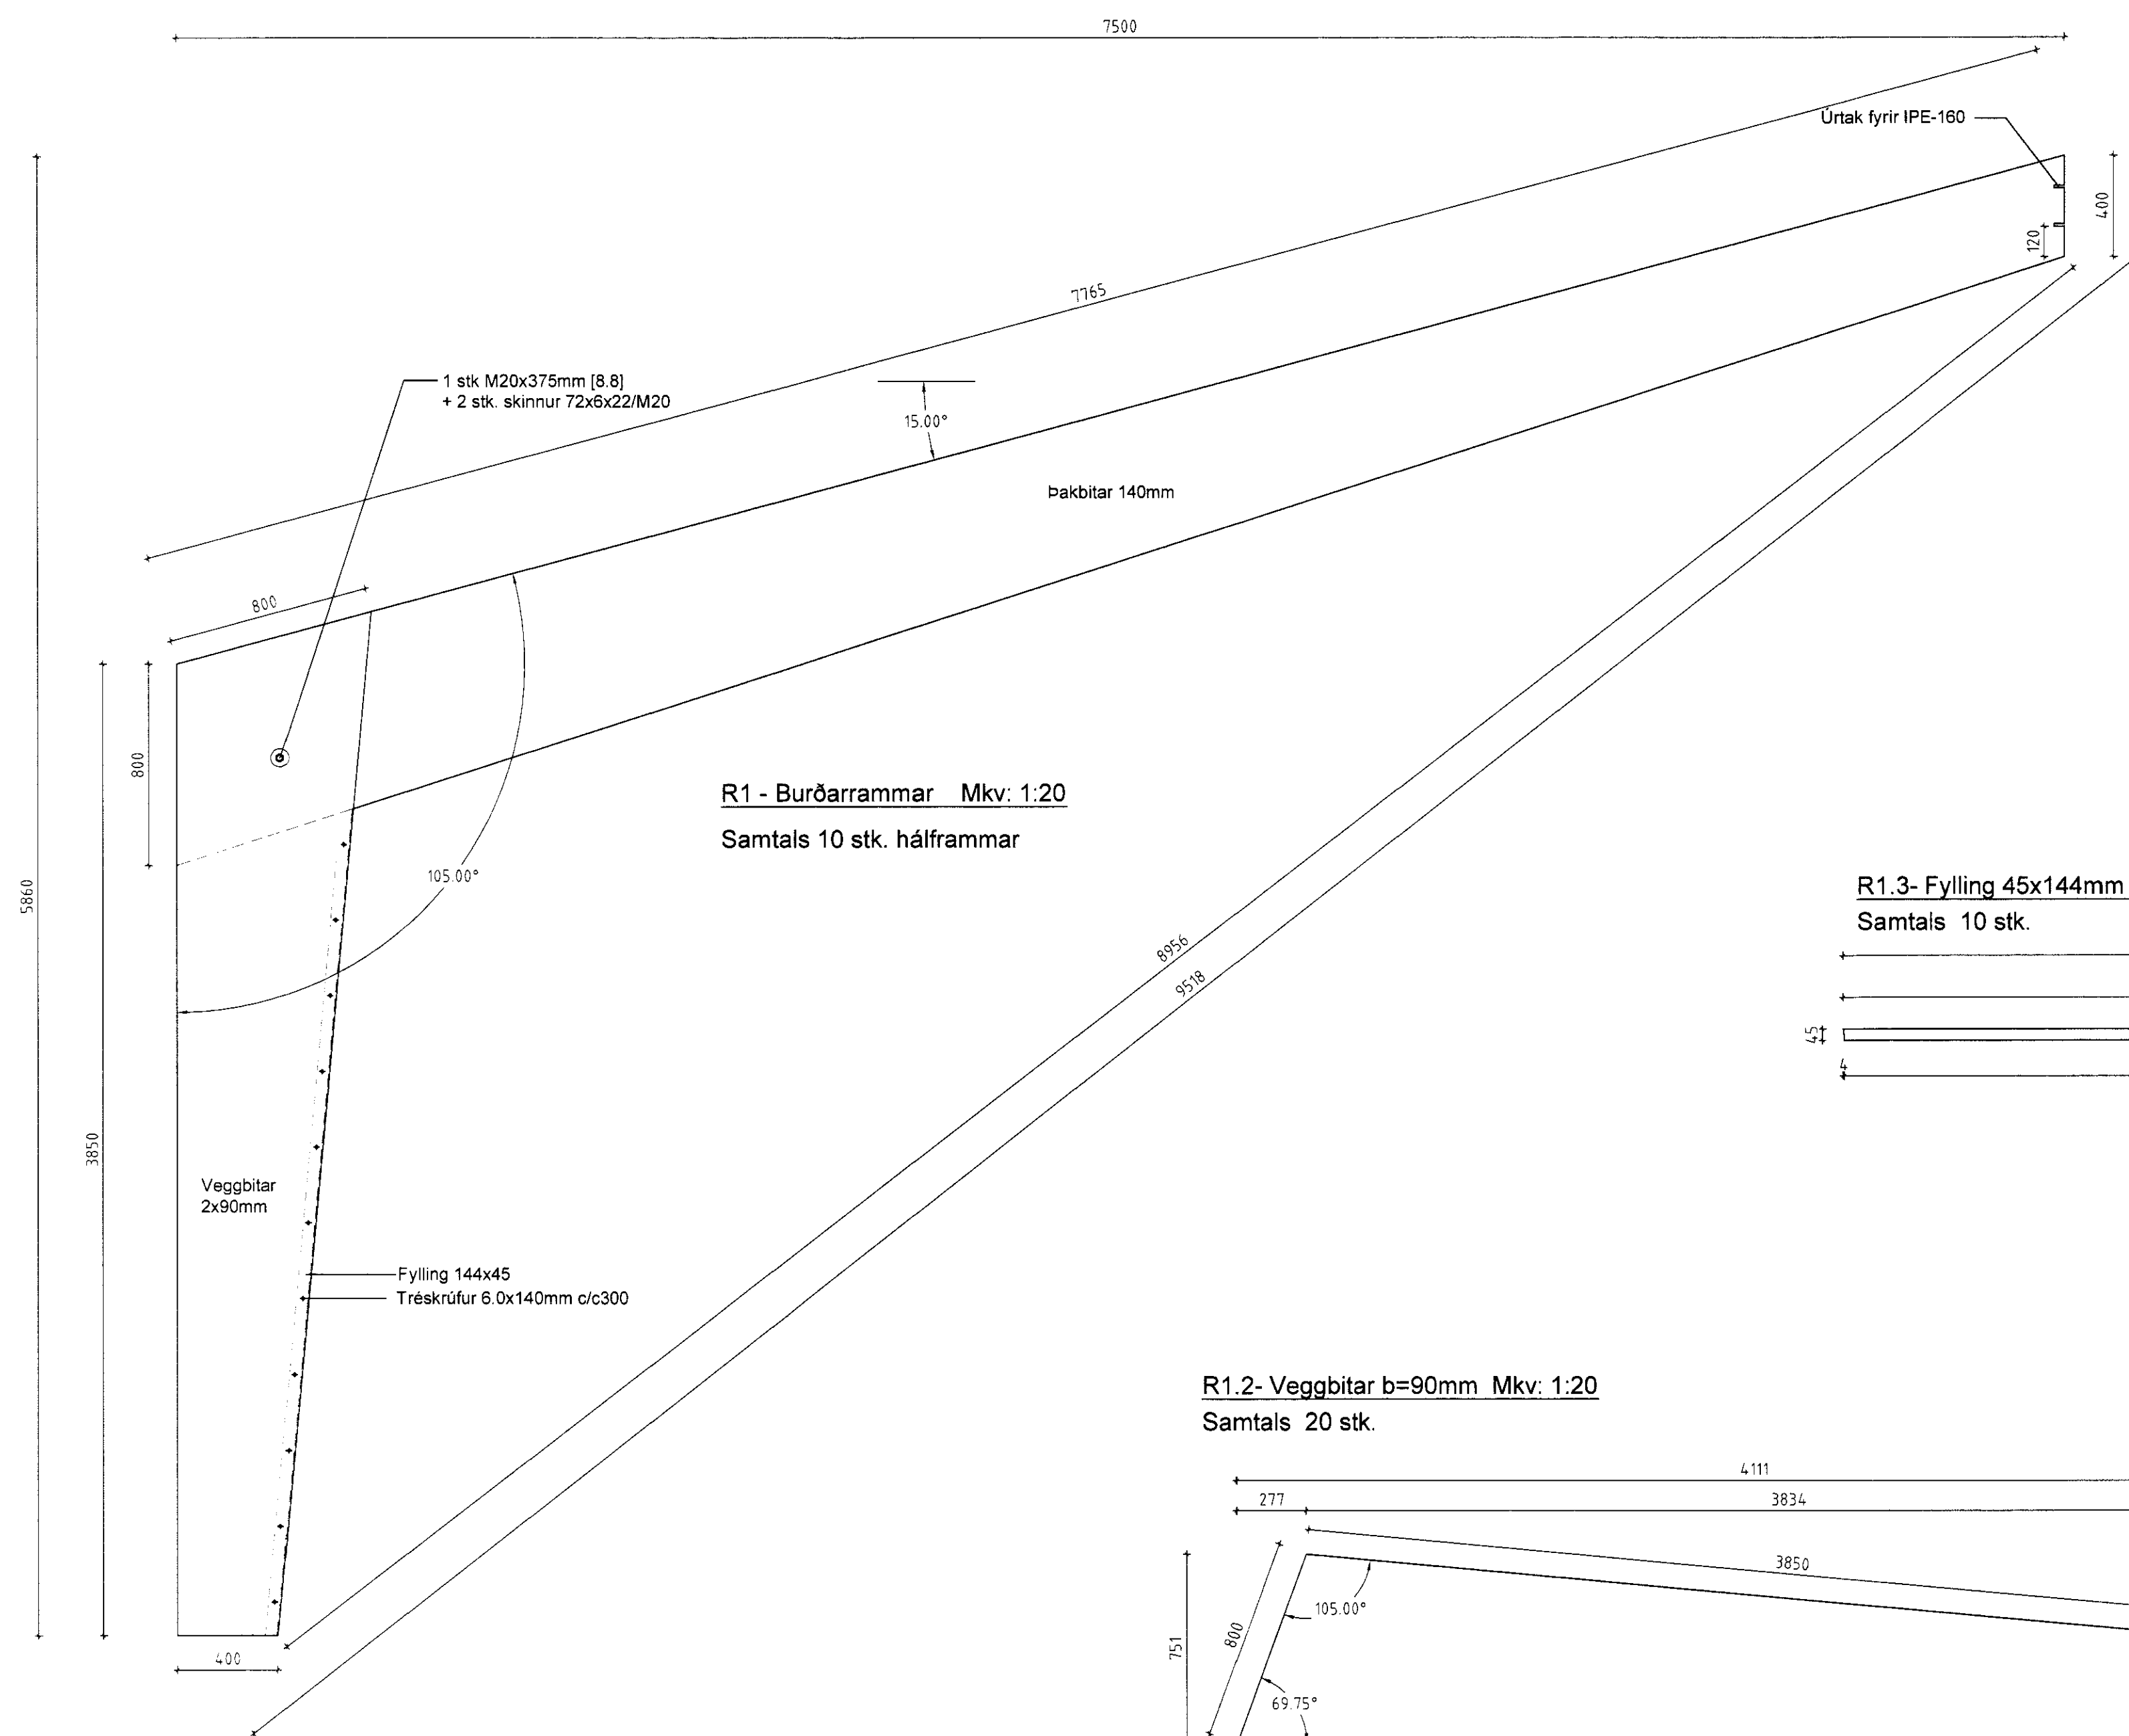 7500
Úrtak fyrir IPE-160
400
120
7765
1 stk M20x375mm [8.8]
+ 2 stk. skinnur 72x6x22/M20
15.00°
Þakbitar 140mm
800
800
R1 - Burðarrammar Mkv: 1:20
Samtals 10 stk. hálframmar
105.00°
5860
R1.3- Fylling 45x144mm
Samtals 10 stk.
8956
9518
45
4
3850
Veggbitar
2x90mm
Fylling 144x45
Tréskrúfur 6.0x140mm c/c300
R1.2- Veggbitar b=90mm Mkv: 1:20
Samtals 20 stk.
4111
277
3834
3850
105.00°
800
751
400
69.75°